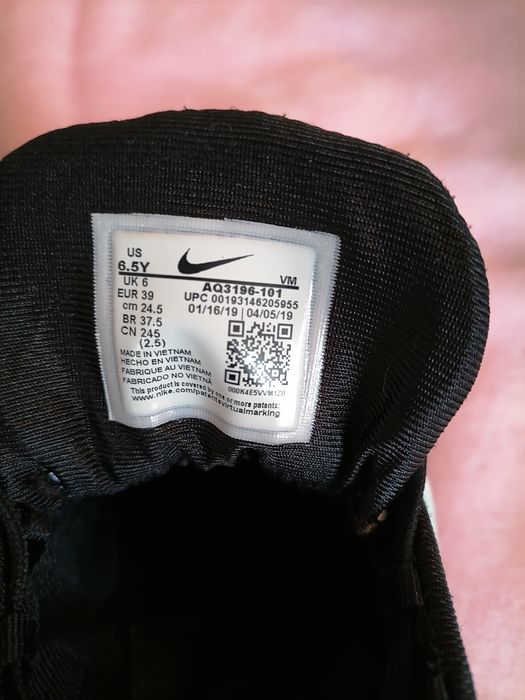 US
6.5Y
VM
UK 6
AQ3196-101
EUR 39
UPC 00193146205955
cm 24.5
01/16/19 | 04/05/19
BR 37.5
CN 245
(2.5)
MADE IN VIETNAM
HECHO EN VIETNAM
FABRIQUE AU VIETNAM
FABRICADO NO VIETNÃ
This product is covered by one or more patents:
www.nike.com/patentsvirtualmarking